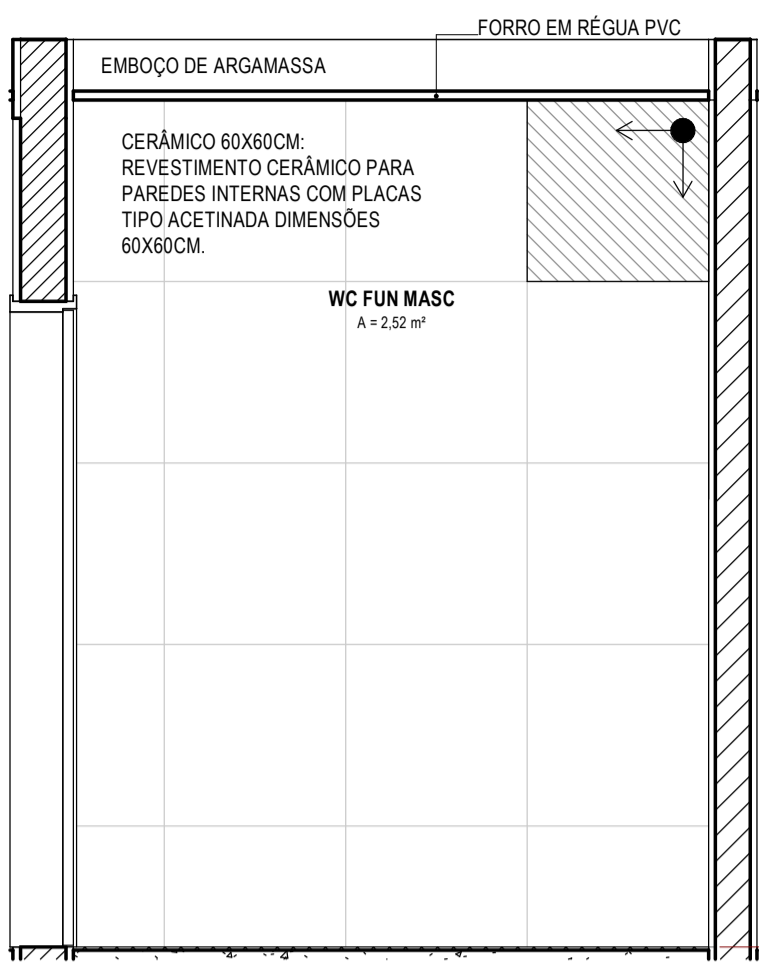 FORRO EM RÉGUA PVC
EMBOÇO DE ARGAMASSA
CERÂMICO 60X60CM:
REVESTIMENTO CERÂMICO PARA
PAREDES INTERNAS COM PLACAS
TIPO ACETINADA DIMENSÕES
60X60CM.
WC FUN MASC
A = 2,52 m²